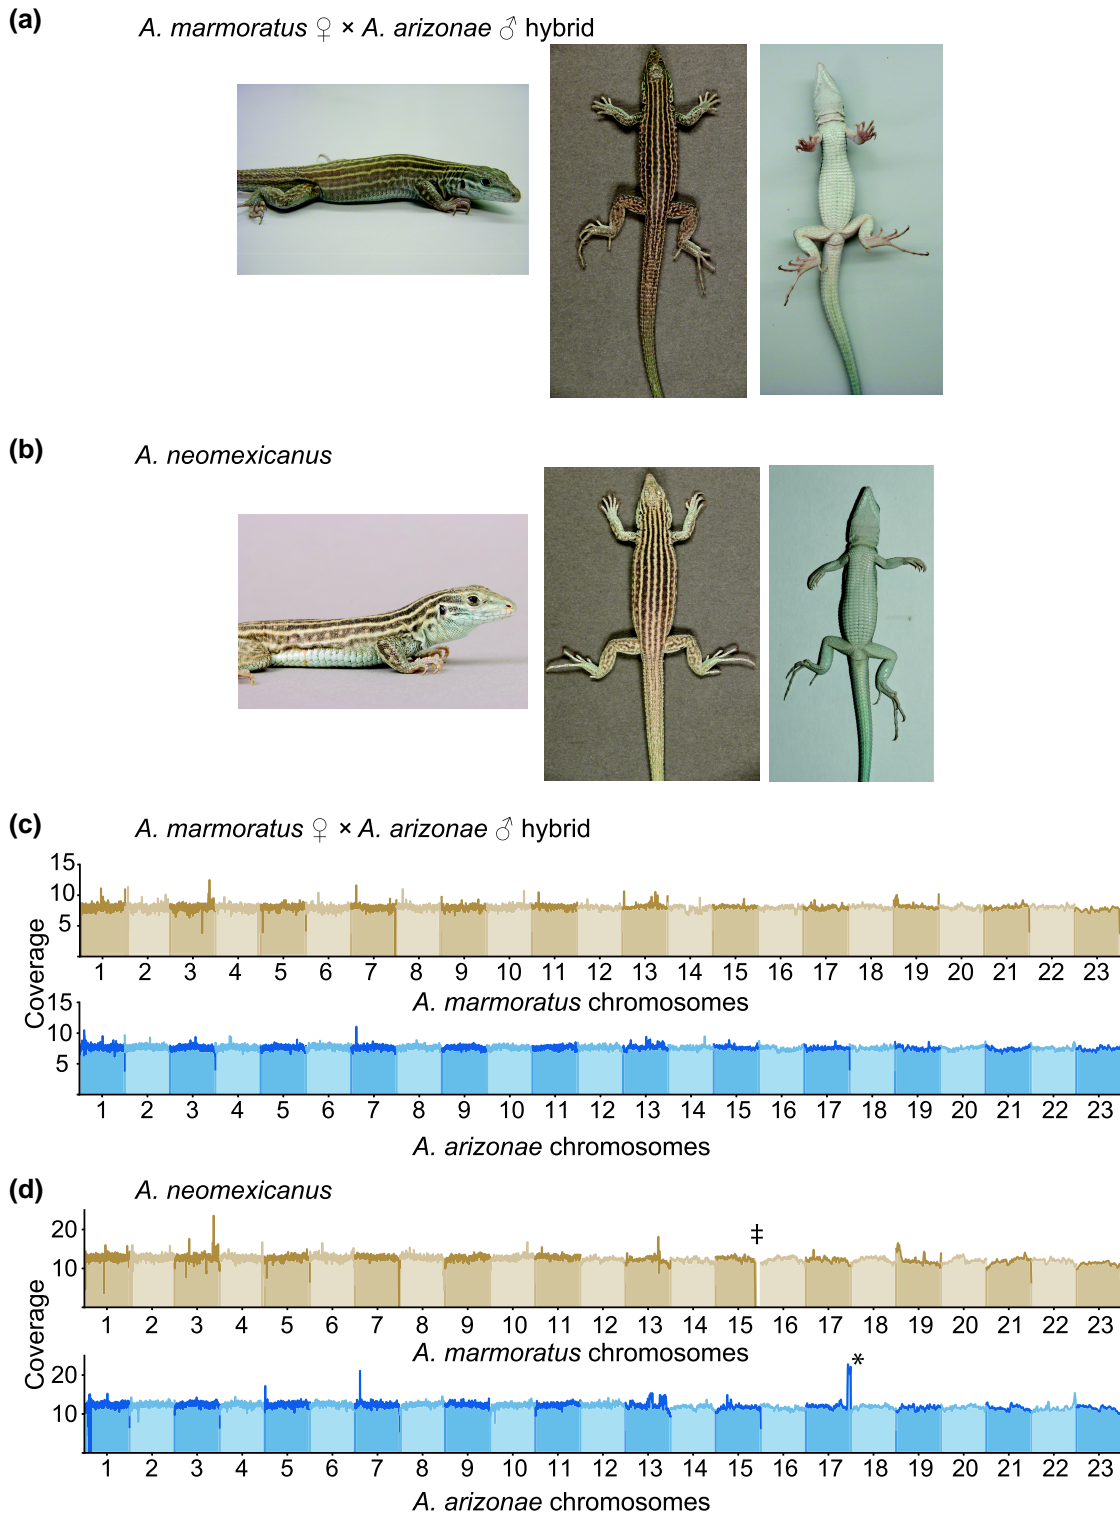 (a)
A. marmoratus ♀ × A. arizonae ♂ hybrid
(b)
A. neomexicanus
(c)
A. marmoratus ♀ × A. arizonae ♂ hybrid
15
10
5
1 2 3 4 5 6 7 8 9 10 11 12 13 14 15 16 17 18 19 20 21 22 23
A. marmoratus chromosomes
Coverage
15
10
5
1 2 3 4 5 6 7 8 9 10 11 12 13 14 15 16 17 18 19 20 21 22 23
A. arizonae chromosomes
(d)
A. neomexicanus
‡
20
10
1 2 3 4 5 6 7 8 9 10 11 12 13 14 15 16 17 18 19 20 21 22 23
A. marmoratus chromosomes
Coverage
*
20
10
1 2 3 4 5 6 7 8 9 10 11 12 13 14 15 16 17 18 19 20 21 22 23
A. arizonae chromosomes